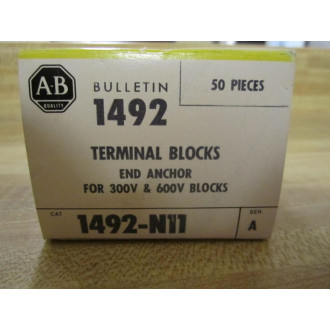 A-B
QUALITY
BULLETIN
1492
50 PIECES
TERMINAL BLOCKS
END ANCHOR
FOR 300V & 600V BLOCKS
CAT
1492-N11
SER.
A